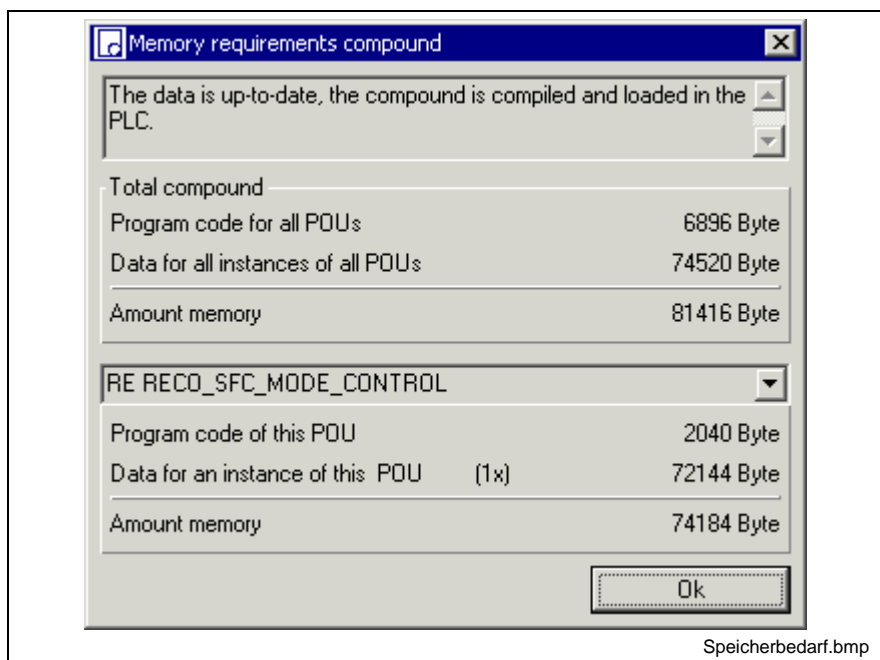 Memory requirements compound
The data is up-to-date, the compound is compiled and loaded in the
PLC.
Total compound
Program code for all POUs 6896 Byte
Data for all instances of all POUs 74520 Byte
Amount memory 81416 Byte
RE RECO_SFC_MODE_CONTROL
Program code of this POU 2040 Byte
Data for an instance of this POU (1x) 72144 Byte
Amount memory 74184 Byte
Ok
Speicherbedarf.bmp